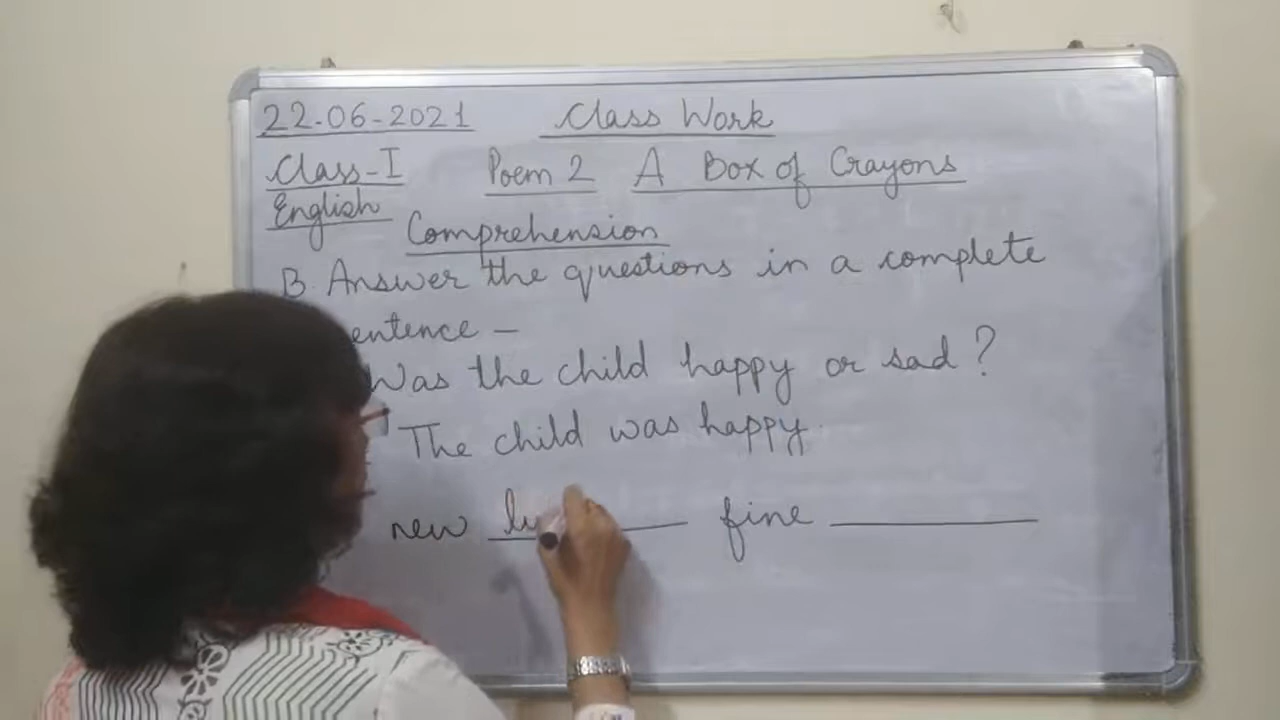 22.06-2021 Class Work
Class-I Poem 2 A Box of Crayons
English
Comprehension
B. Answer the questions in a complete
entence –
Was the child happy or sad?
The child was happy.
new fine